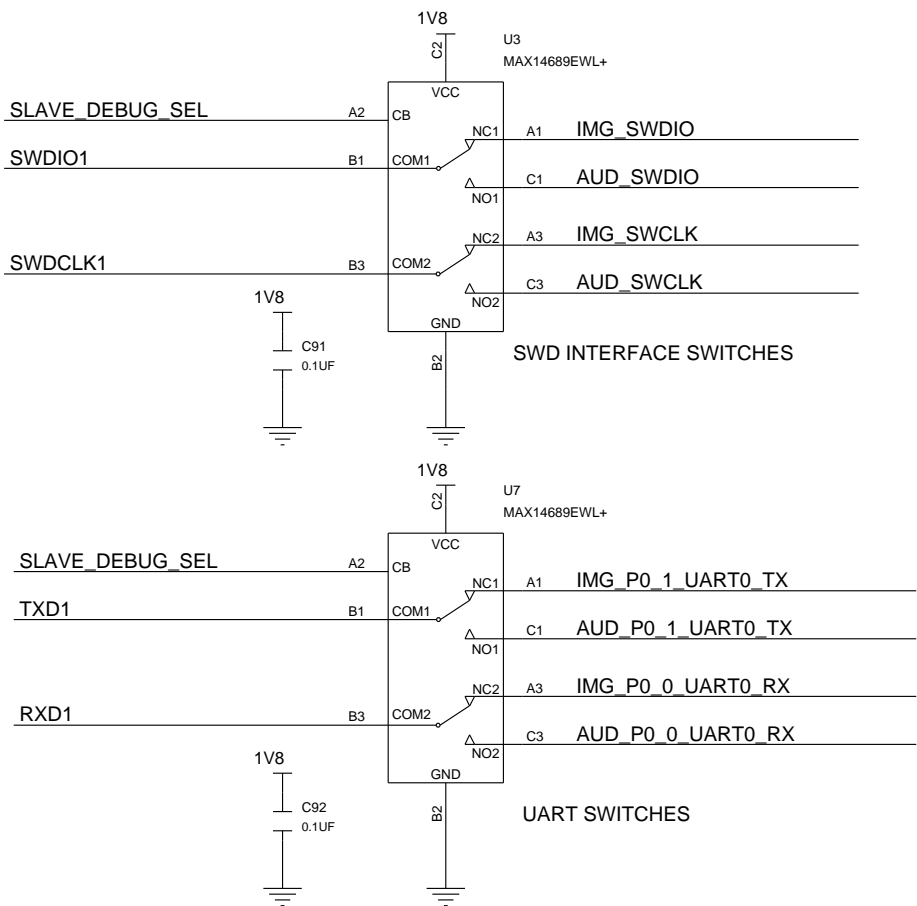 1V8
C2
U3
MAX14689EWL+
VCC
SLAVE_DEBUG_SEL A2 CB
NC1 A1 IMG_SWDIO
SWDIO1 B1 COM1
C1 AUD_SWDIO
NO1
NC2 A3 IMG_SWCLK
SWDCLK1 B3 COM2
C3 AUD_SWCLK
NO2
1V8
GND
C91
0.1UF
B2
SWD INTERFACE SWITCHES
1V8
C2
U7
MAX14689EWL+
VCC
SLAVE_DEBUG_SEL A2 CB
NC1 A1 IMG_P0_1_UART0_TX
TXD1 B1 COM1
C1 AUD_P0_1_UART0_TX
NO1
NC2 A3 IMG_P0_0_UART0_RX
RXD1 B3 COM2
C3 AUD_P0_0_UART0_RX
NO2
1V8
GND
C92
0.1UF
B2
UART SWITCHES